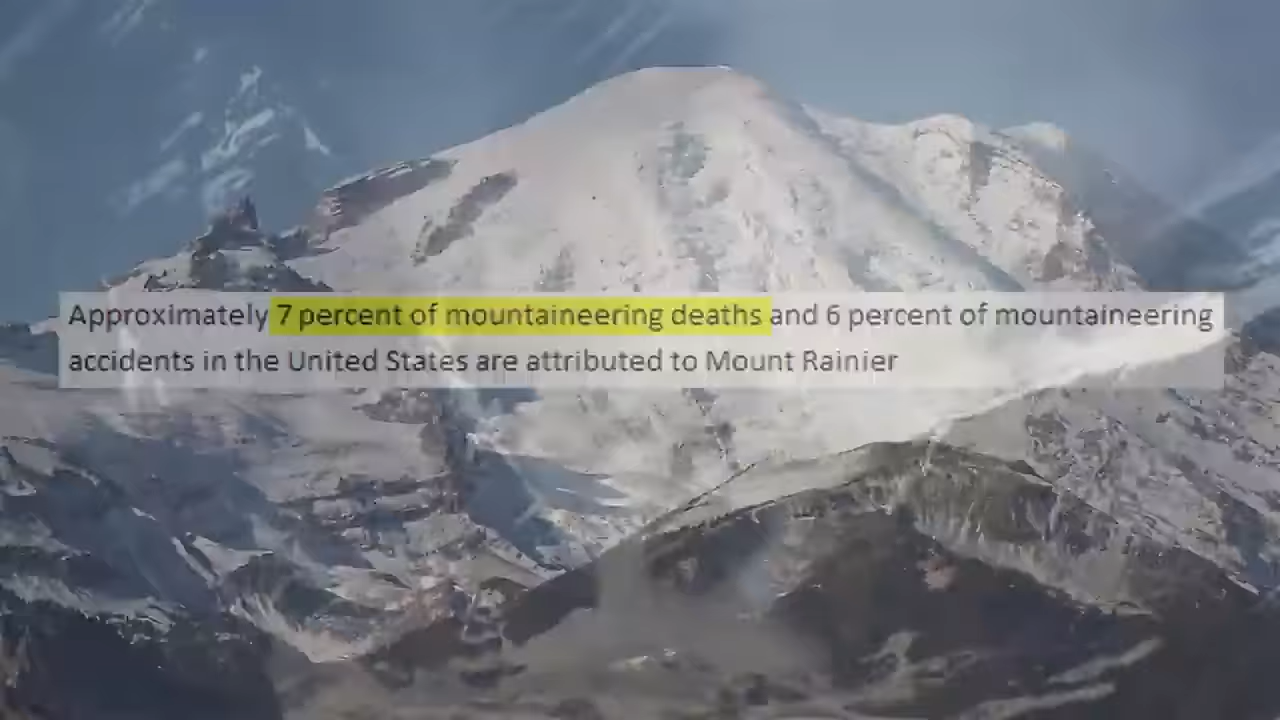 Approximately 7 percent of mountaineering deaths and 6 percent of mountaineering
accidents in the United States are attributed to Mount Rainier